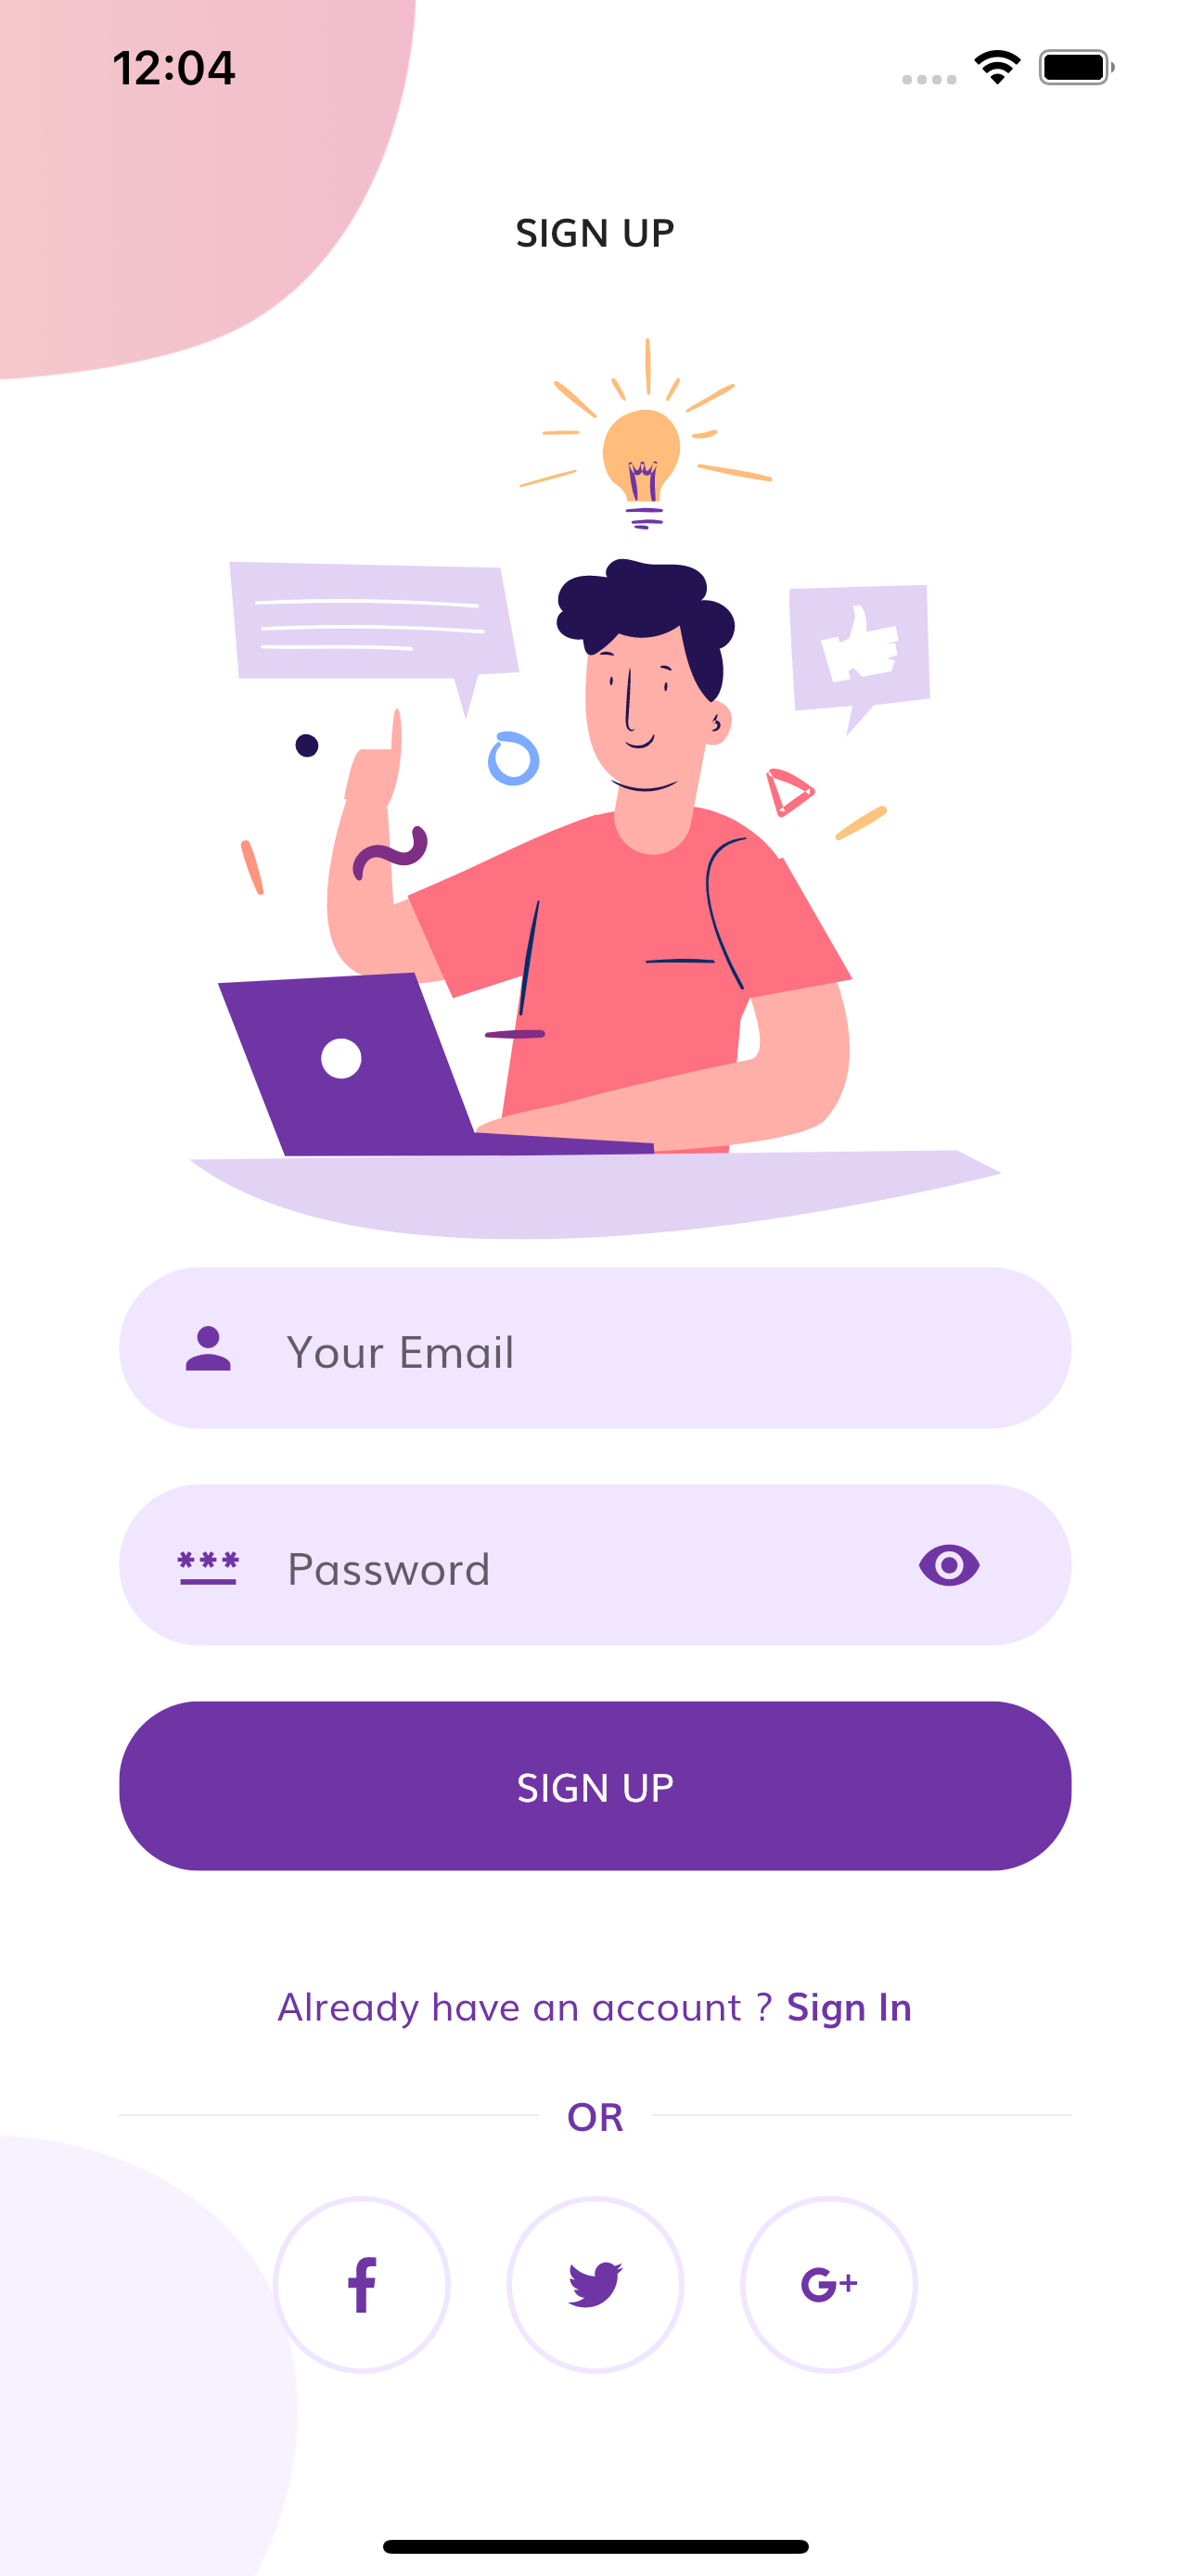 12:04
SIGN UP
Your Email
*** Password
SIGN UP
Already have an account ? Sign In
OR
f
G+